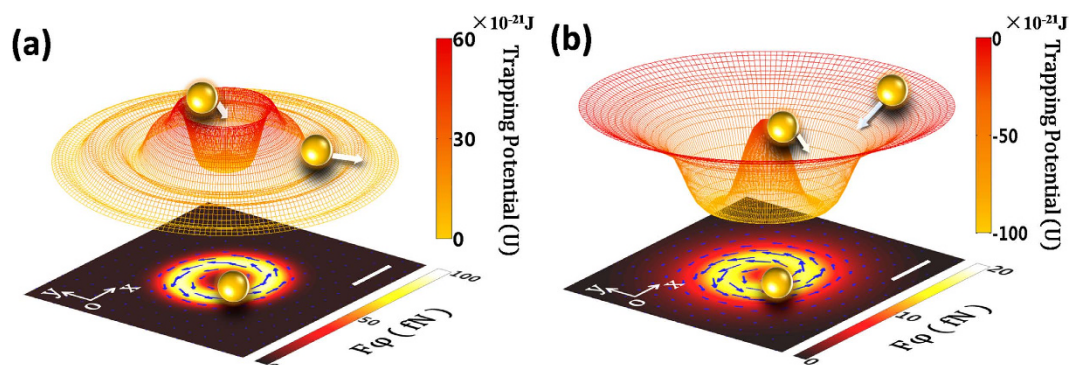 (a)
× 10⁻²¹J
60
30
0
Trapping Potential (U)
y
o
x
100
50
Fφ ( fN )
(b)
× 10⁻²¹J
0
-50
-100
Trapping Potential (U)
y
o
x
20
10
0
Fφ ( fN )